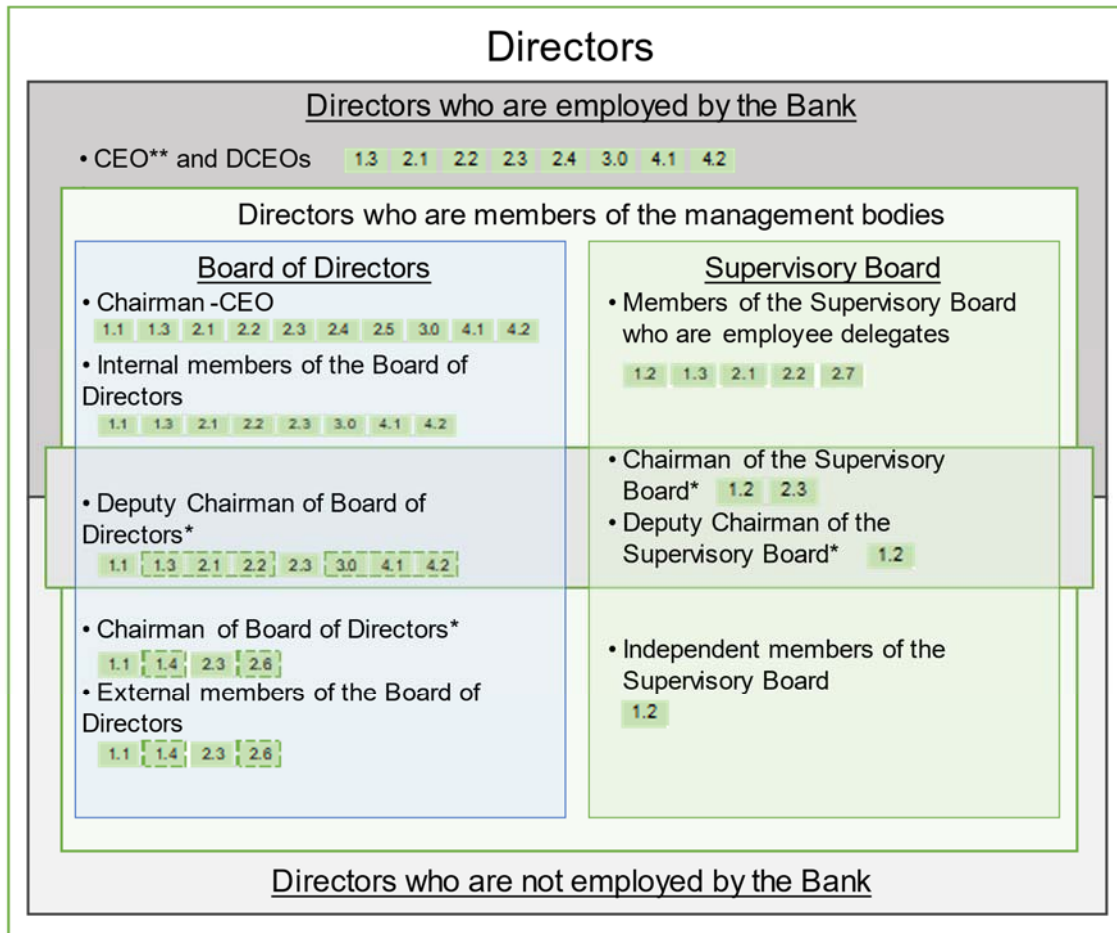 Directors
Directors who are employed by the Bank
• CEO** and DCEOs 1.3 2.1 2.2 2.3 2.4 3.0 4.1 4.2
Directors who are members of the management bodies
Board of Directors
• Chairman -CEO
1.1 1.3 2.1 2.2 2.3 2.4 2.5 3.0 4.1 4.2
• Internal members of the Board of
Directors
1.1 1.3 2.1 2.2 2.3 3.0 4.1 4.2
• Deputy Chairman of Board of
Directors*
1.1 1.3 2.1 2.2 2.3 3.0 4.1 4.2
• Chairman of Board of Directors*
1.1 1.4 2.3 2.6
• External members of the Board of
Directors
1.1 1.4 2.3 2.6
Supervisory Board
• Members of the Supervisory Board
who are employee delegates
1.2 1.3 2.1 2.2 2.7
• Chairman of the Supervisory
Board* 1.2 2.3
• Deputy Chairman of the
Supervisory Board* 1.2
• Independent members of the
Supervisory Board
1.2
Directors who are not employed by the Bank